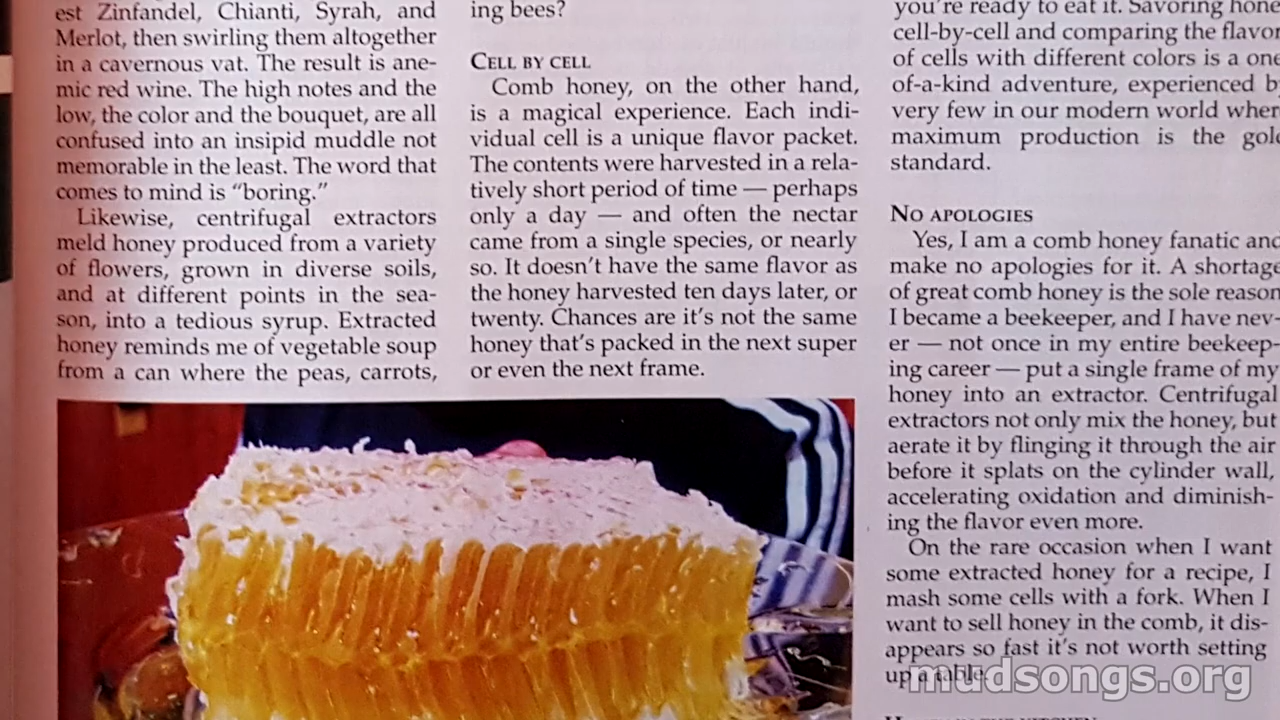 est Zinfandel, Chianti, Syrah, and
Merlot, then swirling them altogether
in a cavernous vat. The result is ane-
mic red wine. The high notes and the
low, the color and the bouquet, are all
confused into an insipid muddle not
memorable in the least. The word that
comes to mind is “boring.”
Likewise, centrifugal extractors
meld honey produced from a variety
of flowers, grown in diverse soils,
and at different points in the sea-
son, into a tedious syrup. Extracted
honey reminds me of vegetable soup
from a can where the peas, carrots,
ing bees?
CELL BY CELL
Comb honey, on the other hand,
is a magical experience. Each indi-
vidual cell is a unique flavor packet.
The contents were harvested in a rela-
tively short period of time — perhaps
only a day — and often the nectar
came from a single species, or nearly
so. It doesn’t have the same flavor as
the honey harvested ten days later, or
twenty. Chances are it’s not the same
honey that’s packed in the next super
or even the next frame.
you’re ready to eat it. Savoring hone
cell-by-cell and comparing the flavor
of cells with different colors is a one
of-a-kind adventure, experienced b
very few in our modern world wher
maximum production is the gol
standard.
NO APOLOGIES
Yes, I am a comb honey fanatic and
make no apologies for it. A shortage
of great comb honey is the sole reason
I became a beekeeper, and I have nev-
er — not once in my entire beekeep-
ing career — put a single frame of my
honey into an extractor. Centrifugal
extractors not only mix the honey, but
aerate it by flinging it through the air
before it splats on the cylinder wall,
accelerating oxidation and diminish-
ing the flavor even more.
On the rare occasion when I want
some extracted honey for a recipe, I
mash some cells with a fork. When I
want to sell honey in the comb, it dis-
appears so fast it’s not worth setting
up a table.
mudsongs.org